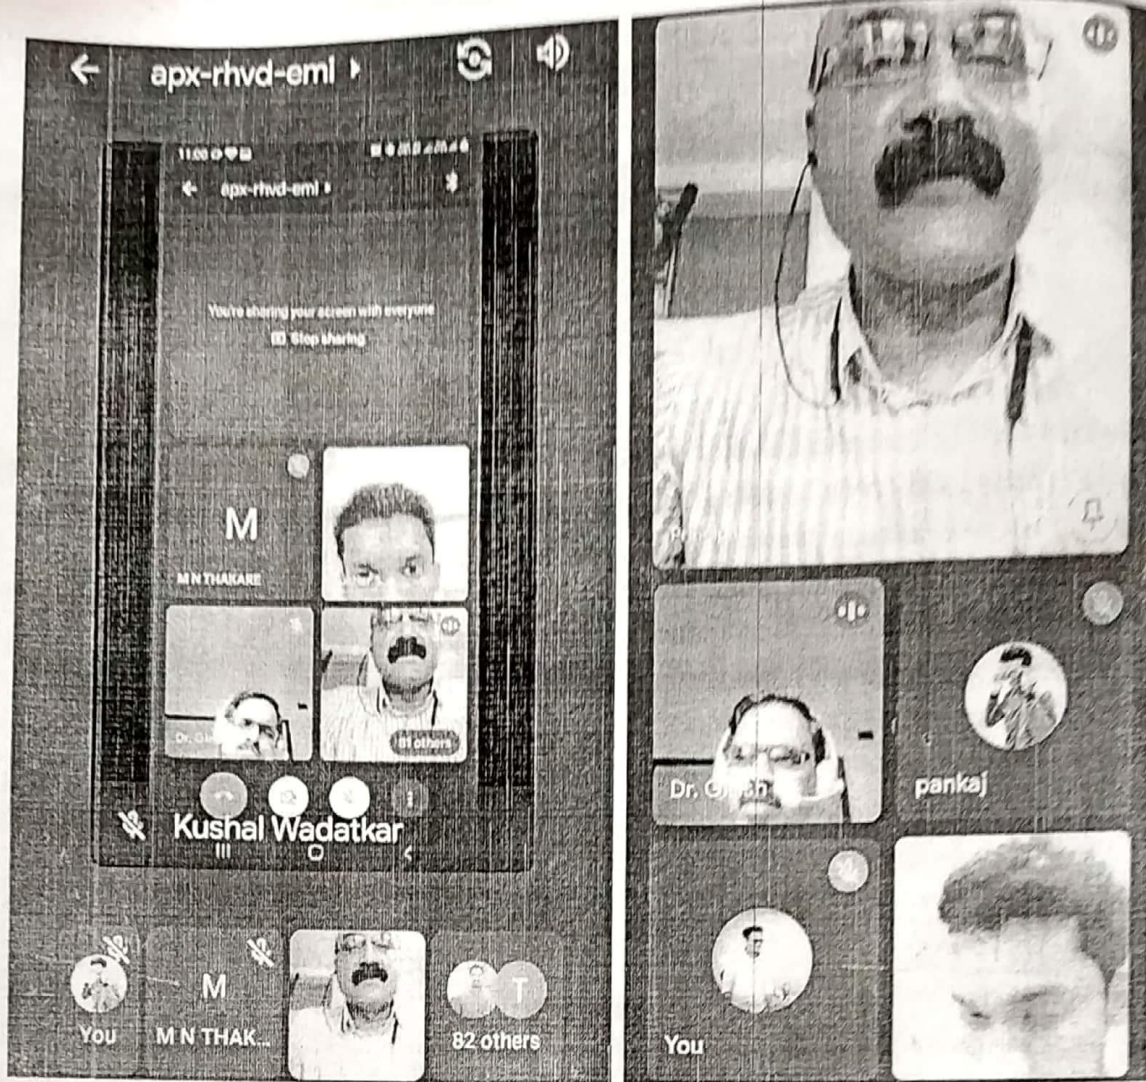 apx-rhvd-eml
11:00
apx-rhvd-eml
You're sharing your screen with everyone
Stop sharing
M
M N THAKARE
Dr.
81 others
Kushal Wadatkar
You
M
M N THAK...
T
82 others
Dr. G
pankaj
You